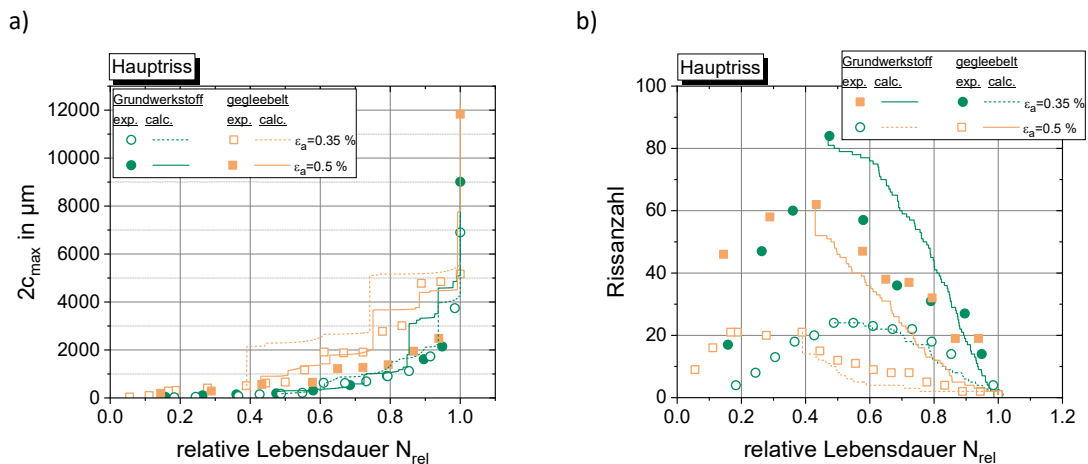 a)
Hauptriss
Grundwerkstoff gegleebelt
exp. calc. exp. calc.
εa=0.35 %
εa=0.5 %
12000
10000
8000
6000
4000
2000
0
2cmax in µm
0.0 0.2 0.4 0.6 0.8 1.0
relative Lebensdauer Nrel
b)
Hauptriss
Grundwerkstoff gegleebelt
exp. calc. exp. calc.
εa=0.35 %
εa=0.5 %
100
80
60
40
20
0
Rissanzahl
0.0 0.2 0.4 0.6 0.8 1.0 1.2
relative Lebensdauer Nrel